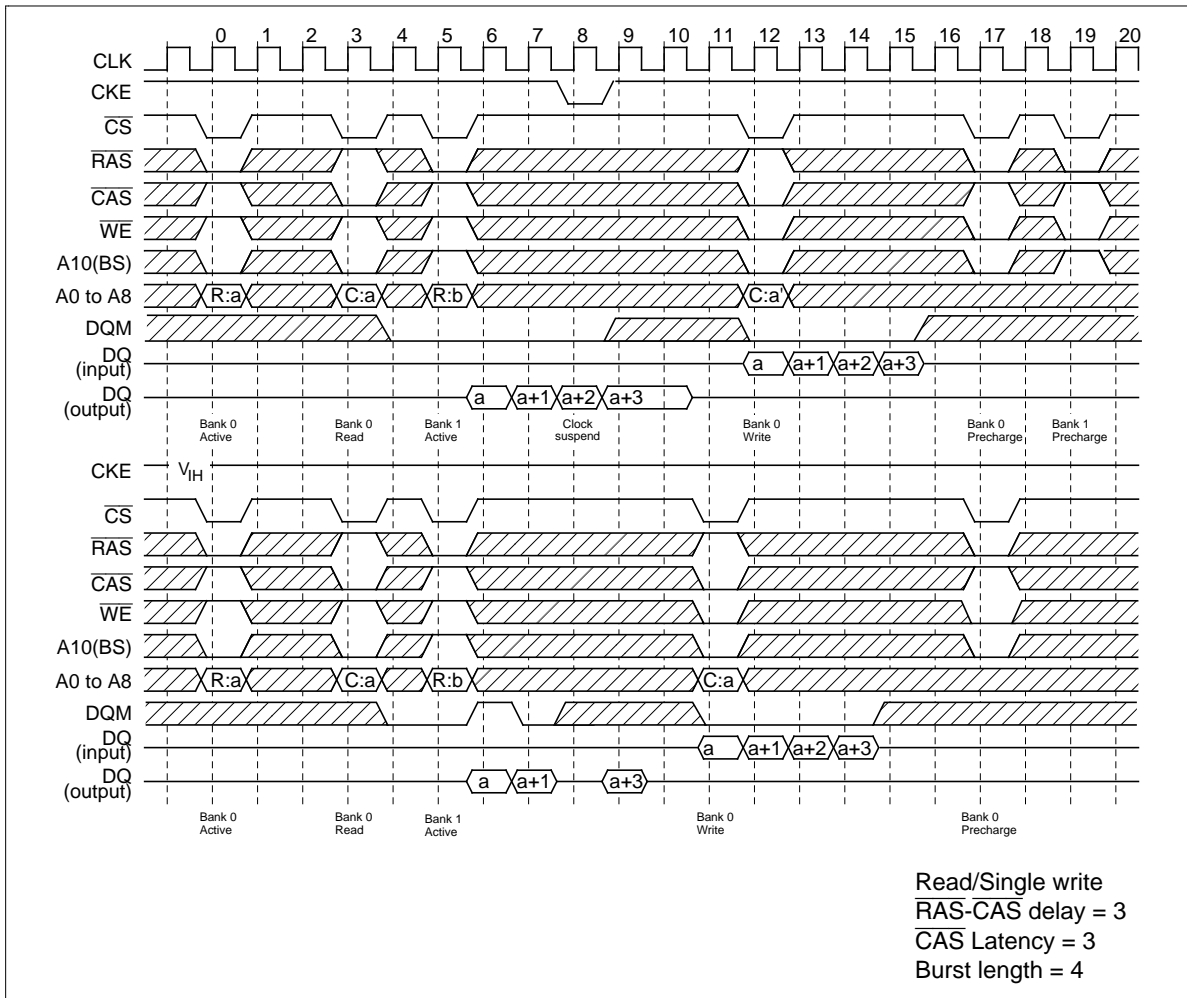 0 1 2 3 4 5 6 7 8 9 10 11 12 13 14 15 16 17 18 19 20
CLK
CKE
CS
RAS
CAS
WE
A10(BS)
A0 to A8 R:a C:a R:b C:a'
DQM
DQ
(input) a a+1 a+2 a+3
DQ
(output) a a+1 a+2 a+3
Bank 0 Bank 0 Bank 1 Clock Bank 0 Bank 0 Bank 1
Active Read Active suspend Write Precharge Precharge
CKE VIH
CS
RAS
CAS
WE
A10(BS)
A0 to A8 R:a C:a R:b C:a
DQM
DQ
(input) a a+1 a+2 a+3
DQ
(output) a a+1 a+3
Bank 0 Bank 0 Bank 1 Bank 0 Bank 0
Active Read Active Write Precharge
Read/Single write
RAS-CAS delay = 3
CAS Latency = 3
Burst length = 4